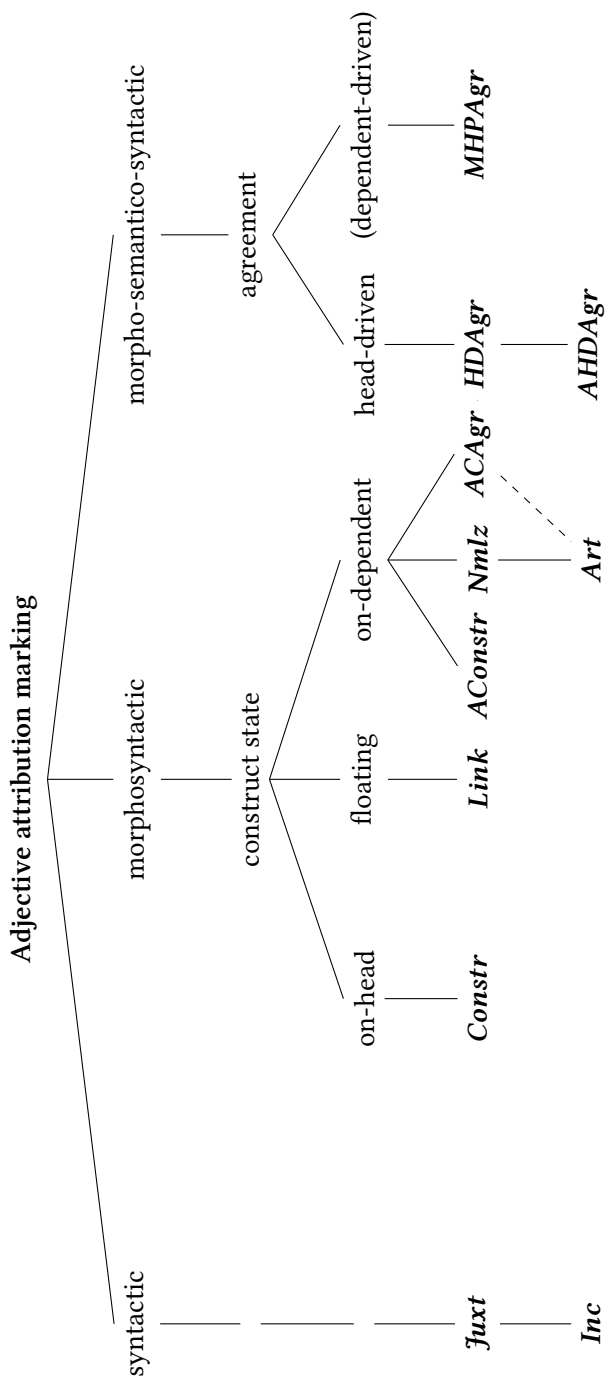 Adjective attribution marking
syntactic morphosyntactic morpho-semantico-syntactic
construct state agreement
on-head floating on-dependent head-driven (dependent-driven)
Juxt Constr Link AConstr Nmlz ACAgr HDAgr MHPAgr
Inc Art AHDAgr